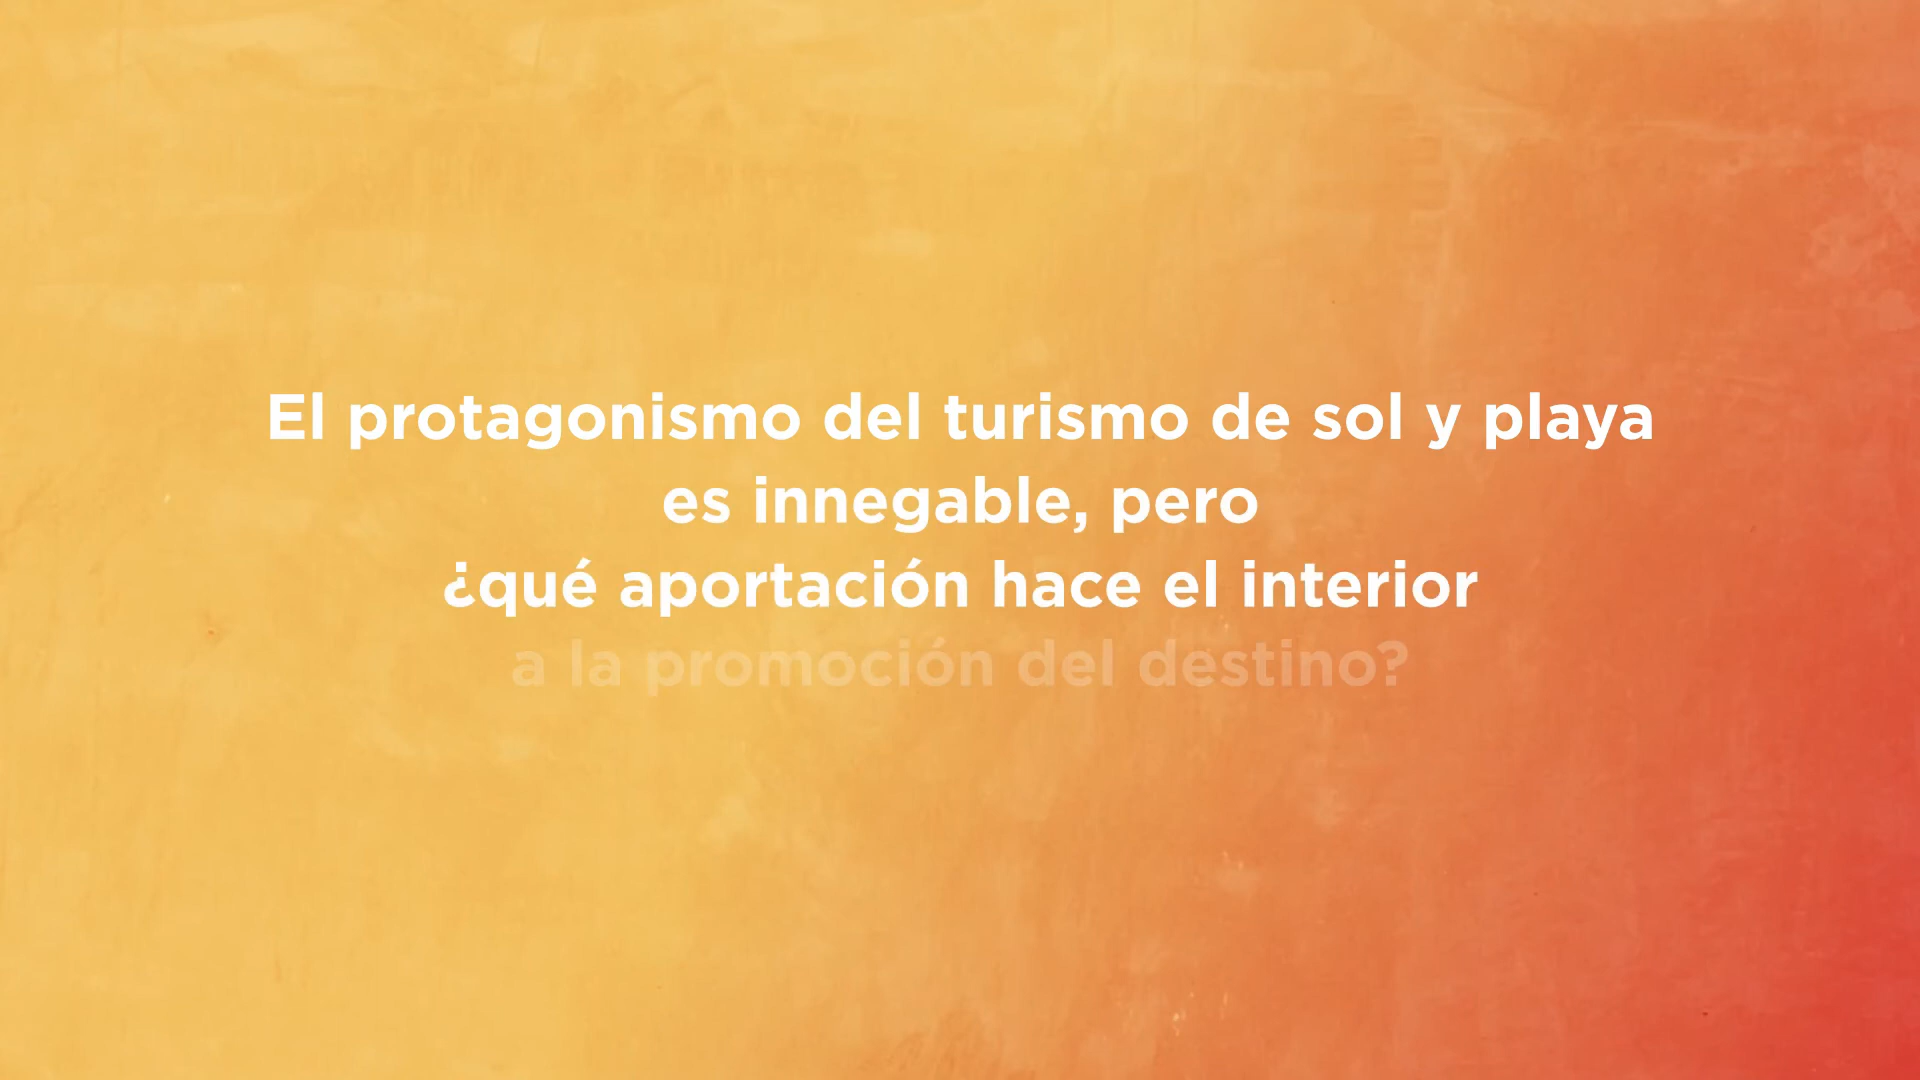 El protagonismo del turismo de sol y playa
es innegable, pero
¿qué aportación hace el interior
a la promoción del destino?